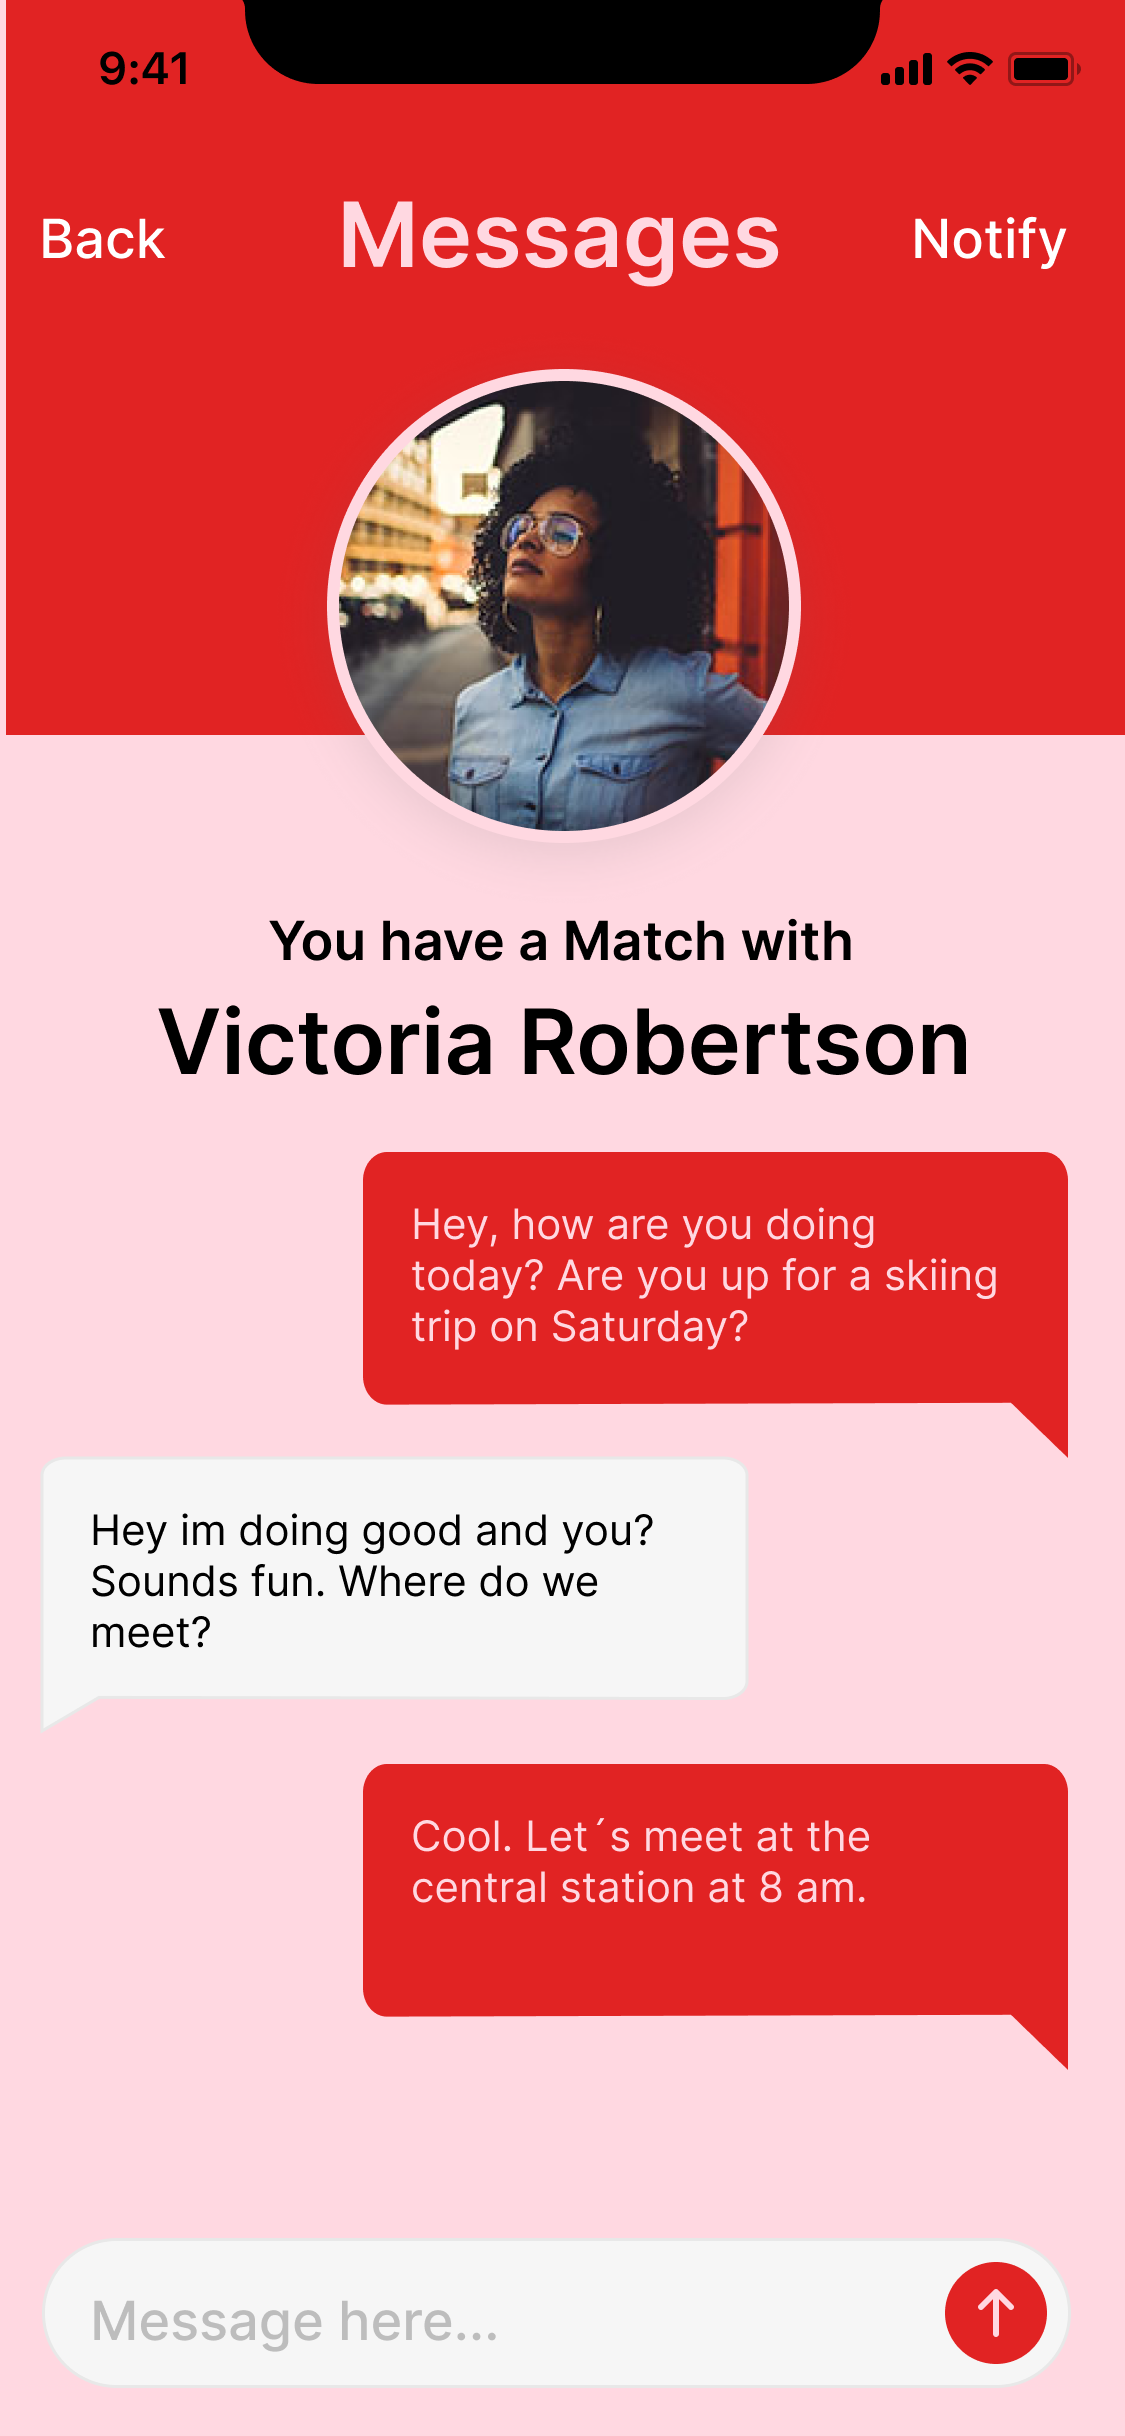 9:41
Back
Messages
Notify
You have a Match with
Victoria Robertson
Hey, how are you doing
today? Are you up for a skiing
trip on Saturday?
Hey im doing good and you?
Sounds fun. Where do we
meet?
Cool. Let´s meet at the
central station at 8 am.
Message here...